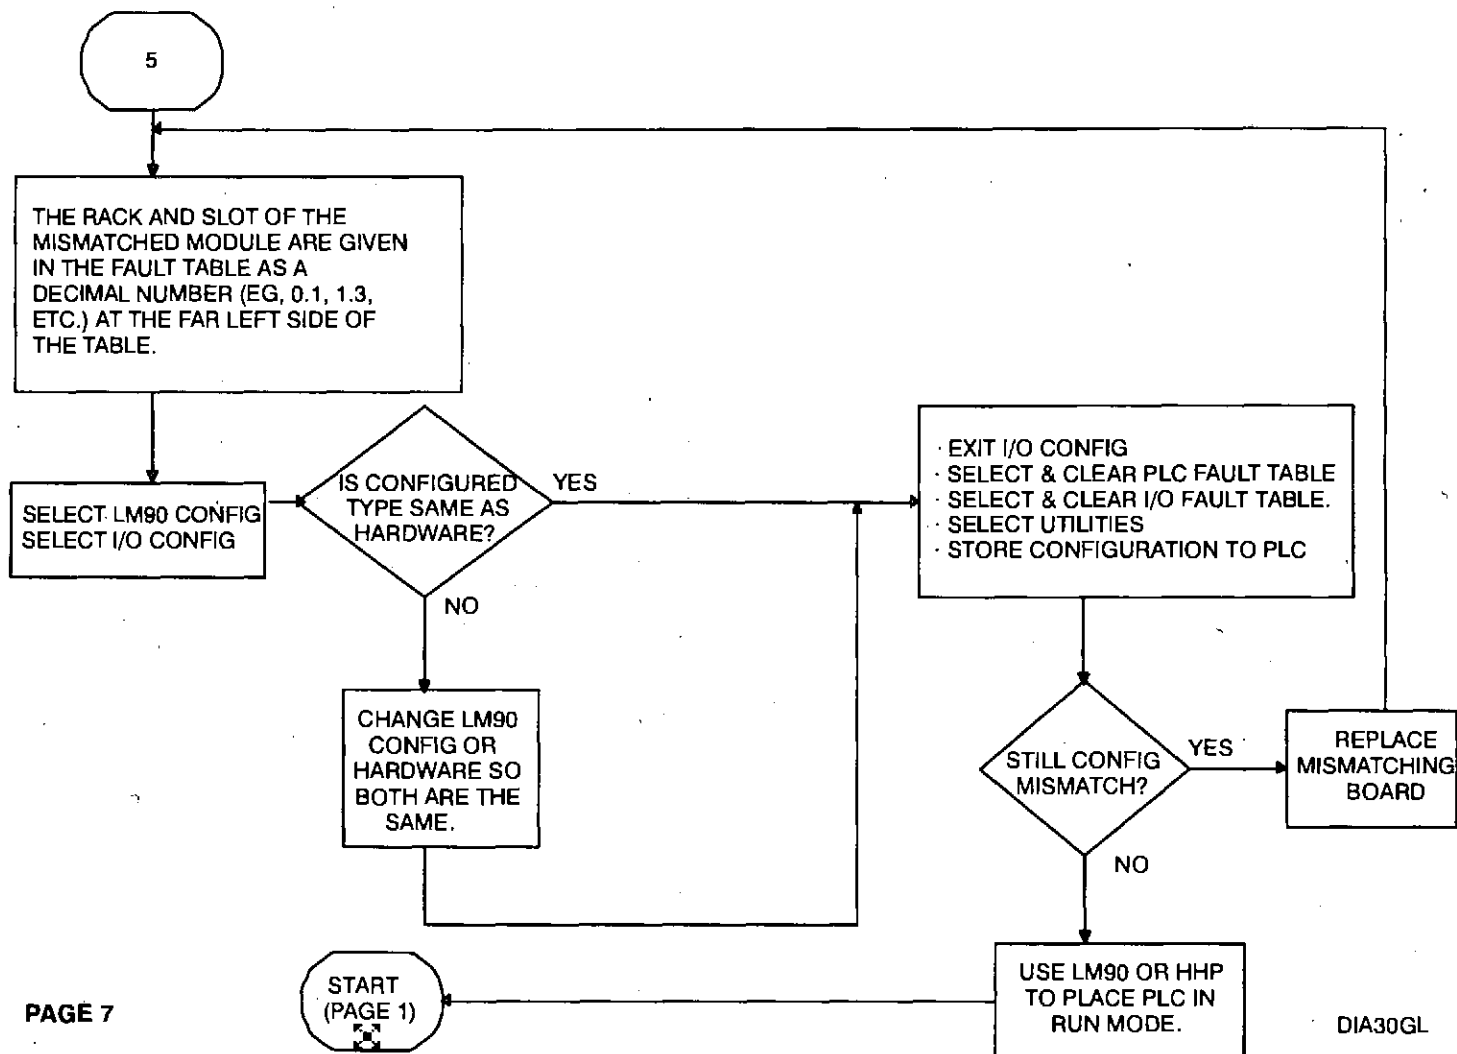 5
THE RACK AND SLOT OF THE
MISMATCHED MODULE ARE GIVEN
IN THE FAULT TABLE AS A
DECIMAL NUMBER (EG, 0.1, 1.3,
ETC.) AT THE FAR LEFT SIDE OF
THE TABLE.
SELECT LM90 CONFIG
SELECT I/O CONFIG
IS CONFIGURED
TYPE SAME AS
HARDWARE?
YES
NO
CHANGE LM90
CONFIG OR
HARDWARE SO
BOTH ARE THE
SAME.
· EXIT I/O CONFIG
· SELECT & CLEAR PLC FAULT TABLE
· SELECT & CLEAR I/O FAULT TABLE.
· SELECT UTILITIES
· STORE CONFIGURATION TO PLC
STILL CONFIG
MISMATCH?
YES
REPLACE
MISMATCHING
BOARD
NO
USE LM90 OR HHP
TO PLACE PLC IN
RUN MODE.
START
(PAGE 1)
PAGE 7
DIA30GL